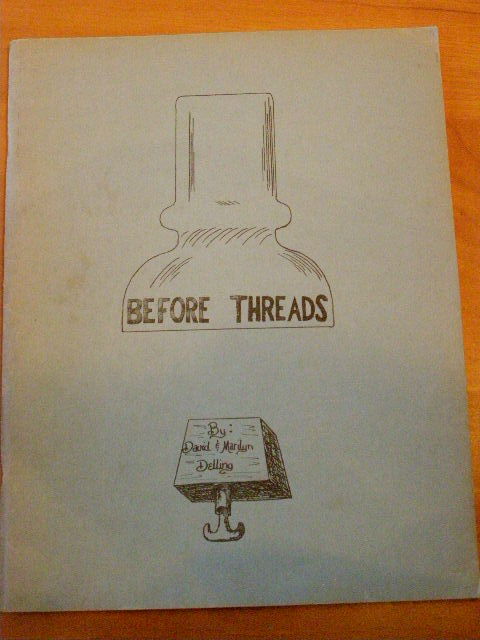 BEFORE THREADS
By:
David & Marilyn
Delling